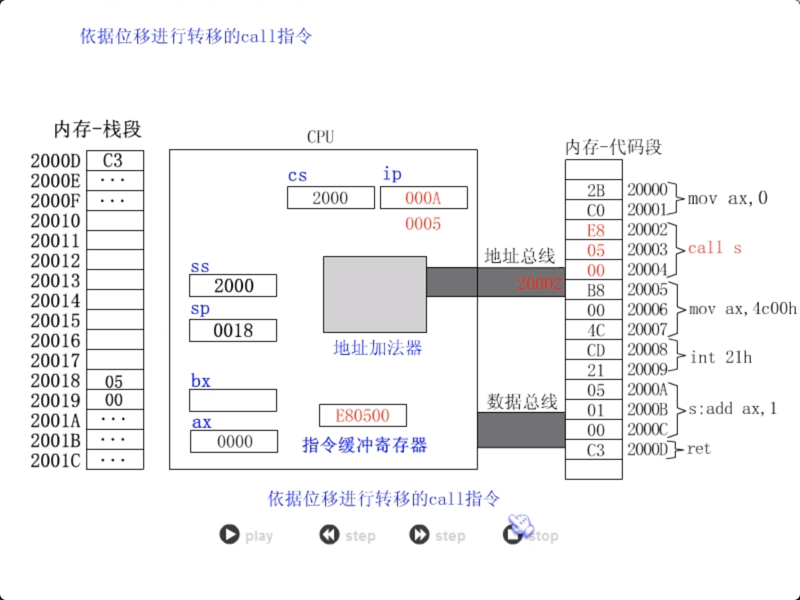 依据位移进行转移的call指令
内存-栈段
2000D C3
2000E ...
2000F ...
20010
20011
20012
20013
20014
20015
20016
20017
20018 05
20019 00
2001A ...
2001B ...
2001C ...
CPU
cs
2000
ip
000A
0005
ss
2000
sp
0018
bx
ax
0000
地址加法器
E80500
指令缓冲寄存器
地址总线
20002
数据总线
内存-代码段
2B 20000
C0 20001
mov ax,0
E8 20002
05 20003
00 20004
call s
B8 20005
00 20006
4C 20007
mov ax,4c00h
CD 20008
21 20009
int 21h
05 2000A
01 2000B
00 2000C
s:add ax,1
C3 2000D
ret
依据位移进行转移的call指令
play
step
step
stop